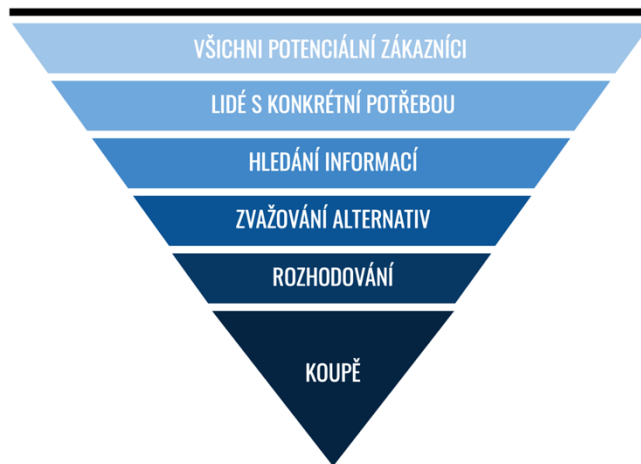 VŠICHNI POTENCIÁLNÍ ZÁKAZNÍCI
LIDÉ S KONKRÉTNÍ POTŘEBOU
HLEDÁNÍ INFORMACÍ
ZVAŽOVÁNÍ ALTERNATIV
ROZHODOVÁNÍ
KOUPĚ